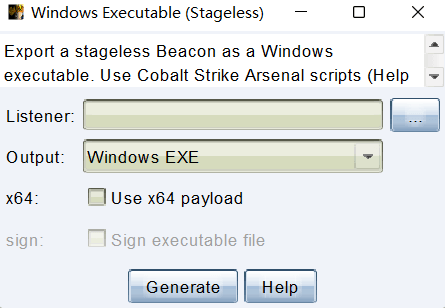 Windows Executable (Stageless)
Export a stageless Beacon as a Windows
executable. Use Cobalt Strike Arsenal scripts (Help
Listener:
...
Output: Windows EXE
x64: Use x64 payload
sign: Sign executable file
Generate Help